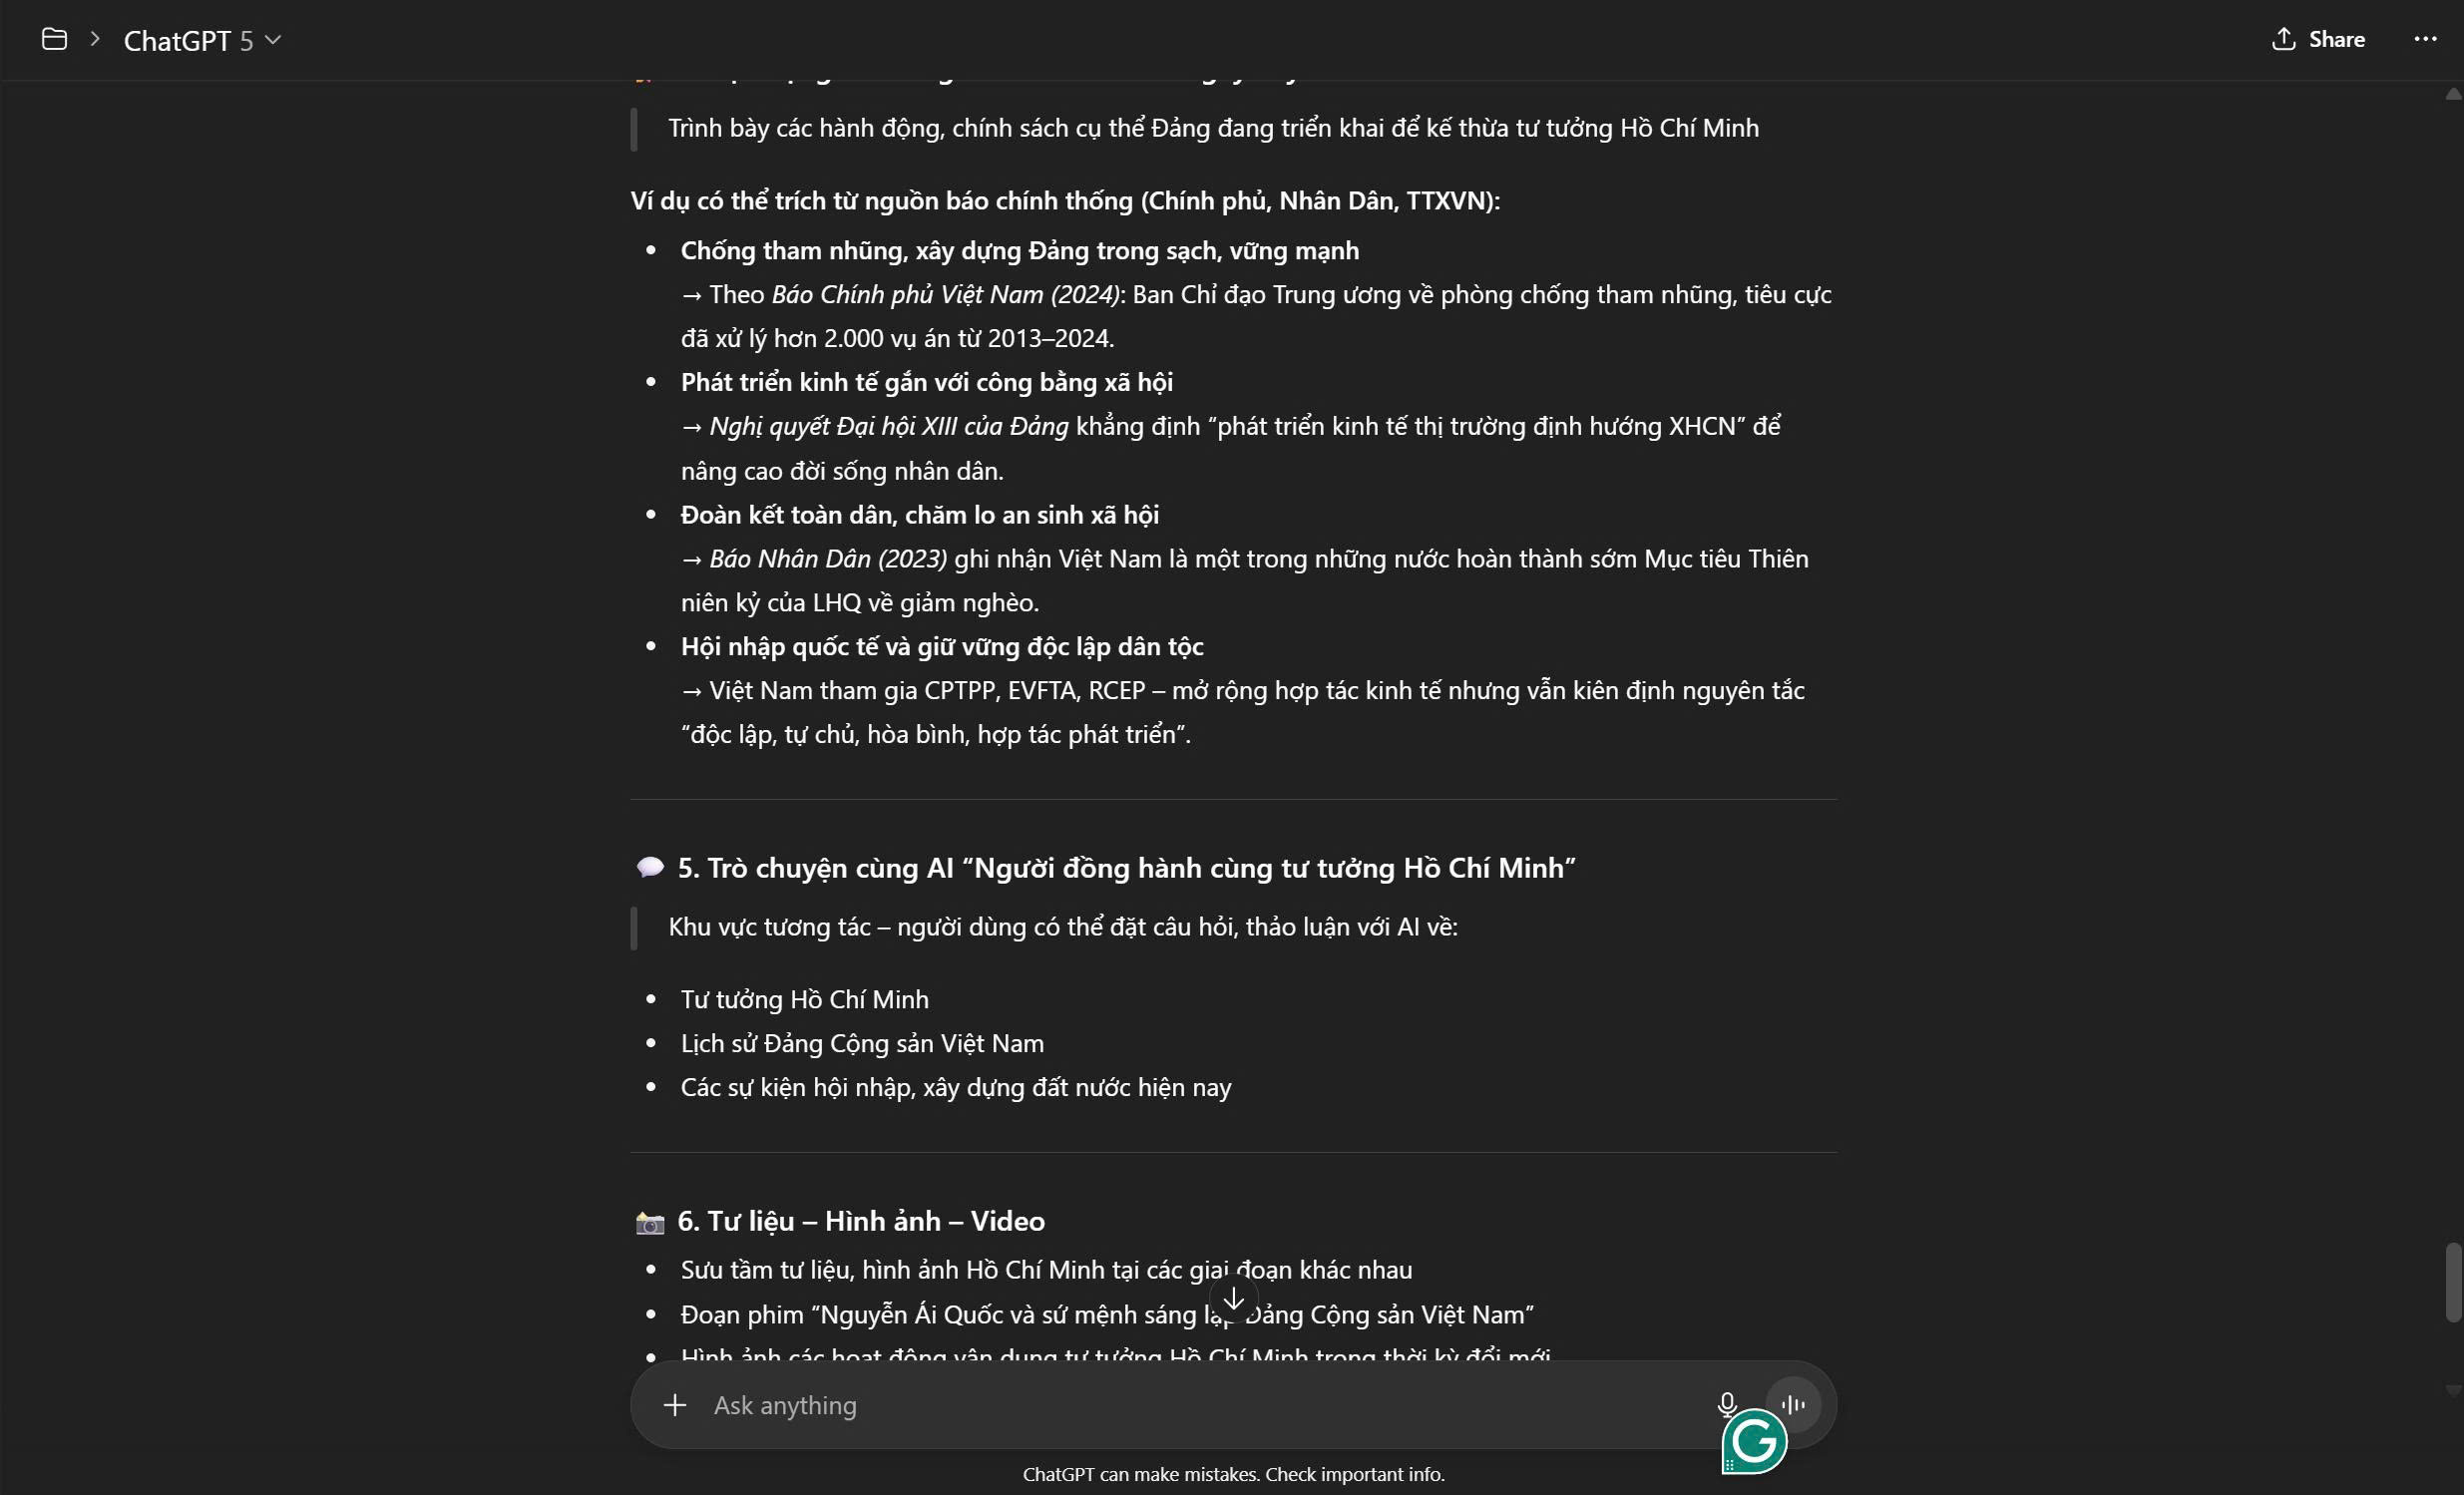 ChatGPT 5
Share
Trình bày các hành động, chính sách cụ thể Đảng đang triển khai để kế thừa tư tưởng Hồ Chí Minh
Ví dụ có thể trích từ nguồn báo chính thống (Chính phủ, Nhân Dân, TTXVN):
• Chống tham nhũng, xây dựng Đảng trong sạch, vững mạnh
→ Theo Báo Chính phủ Việt Nam (2024): Ban Chỉ đạo Trung ương về phòng chống tham nhũng, tiêu cực
đã xử lý hơn 2.000 vụ án từ 2013–2024.
• Phát triển kinh tế gắn với công bằng xã hội
→ Nghị quyết Đại hội XIII của Đảng khẳng định “phát triển kinh tế thị trường định hướng XHCN” để
nâng cao đời sống nhân dân.
• Đoàn kết toàn dân, chăm lo an sinh xã hội
→ Báo Nhân Dân (2023) ghi nhận Việt Nam là một trong những nước hoàn thành sớm Mục tiêu Thiên
niên kỷ của LHQ về giảm nghèo.
• Hội nhập quốc tế và giữ vững độc lập dân tộc
→ Việt Nam tham gia CPTPP, EVFTA, RCEP – mở rộng hợp tác kinh tế nhưng vẫn kiên định nguyên tắc
“độc lập, tự chủ, hòa bình, hợp tác phát triển”.
5. Trò chuyện cùng AI “Người đồng hành cùng tư tưởng Hồ Chí Minh”
Khu vực tương tác – người dùng có thể đặt câu hỏi, thảo luận với AI về:
• Tư tưởng Hồ Chí Minh
• Lịch sử Đảng Cộng sản Việt Nam
• Các sự kiện hội nhập, xây dựng đất nước hiện nay
6. Tư liệu – Hình ảnh – Video
• Sưu tầm tư liệu, hình ảnh Hồ Chí Minh tại các giai đoạn khác nhau
• Đoạn phim “Nguyễn Ái Quốc và sứ mệnh sáng lập Đảng Cộng sản Việt Nam”
• Hình ảnh các hoạt động vận dụng tư tưởng Hồ Chí Minh trong thời kỳ đổi mới
Ask anything
G
ChatGPT can make mistakes. Check important info.